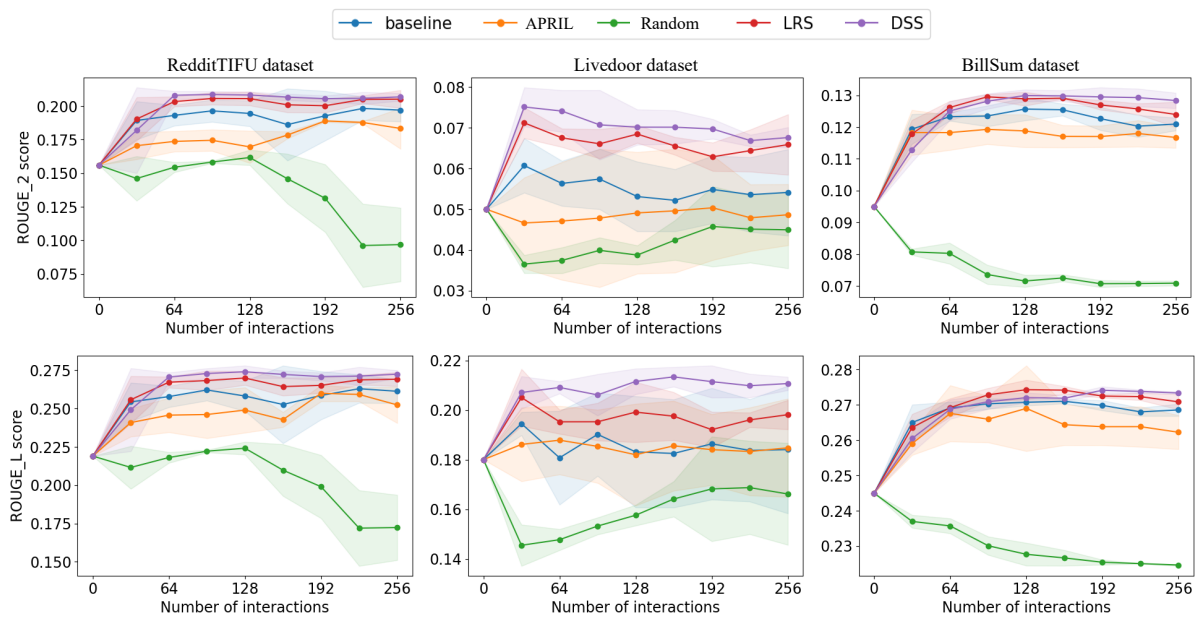 baseline APRIL Random LRS DSS
RedditTIFU dataset Livedoor dataset BillSum dataset
ROUGE_2 score
0.200
0.175
0.150
0.125
0.100
0.075
0 64 128 192 256
Number of interactions
0.08
0.07
0.06
0.05
0.04
0.03
0 64 128 192 256
Number of interactions
0.13
0.12
0.11
0.10
0.09
0.08
0.07
0 64 128 192 256
Number of interactions
ROUGE_L score
0.275
0.250
0.225
0.200
0.175
0.150
0 64 128 192 256
Number of interactions
0.22
0.20
0.18
0.16
0.14
0 64 128 192 256
Number of interactions
0.28
0.27
0.26
0.25
0.24
0.23
0 64 128 192 256
Number of interactions